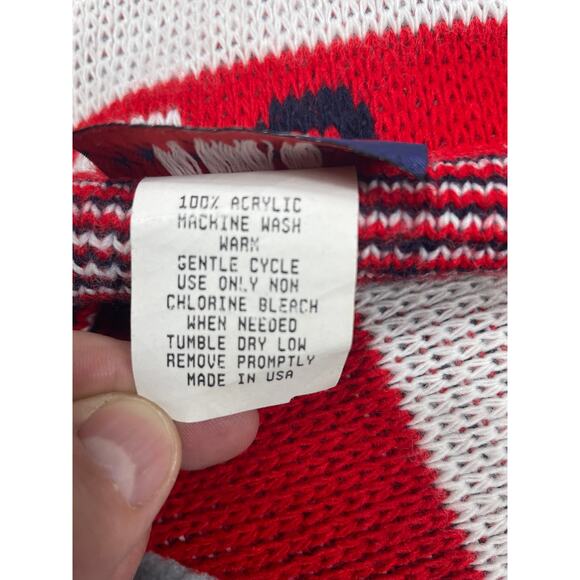 100% ACRYLIC
MACHINE WASH
WARM
GENTLE CYCLE
USE ONLY NON
CHLORINE BLEACH
WHEN NEEDED
TUMBLE DRY LOW
REMOVE PROMPTLY
MADE IN USA